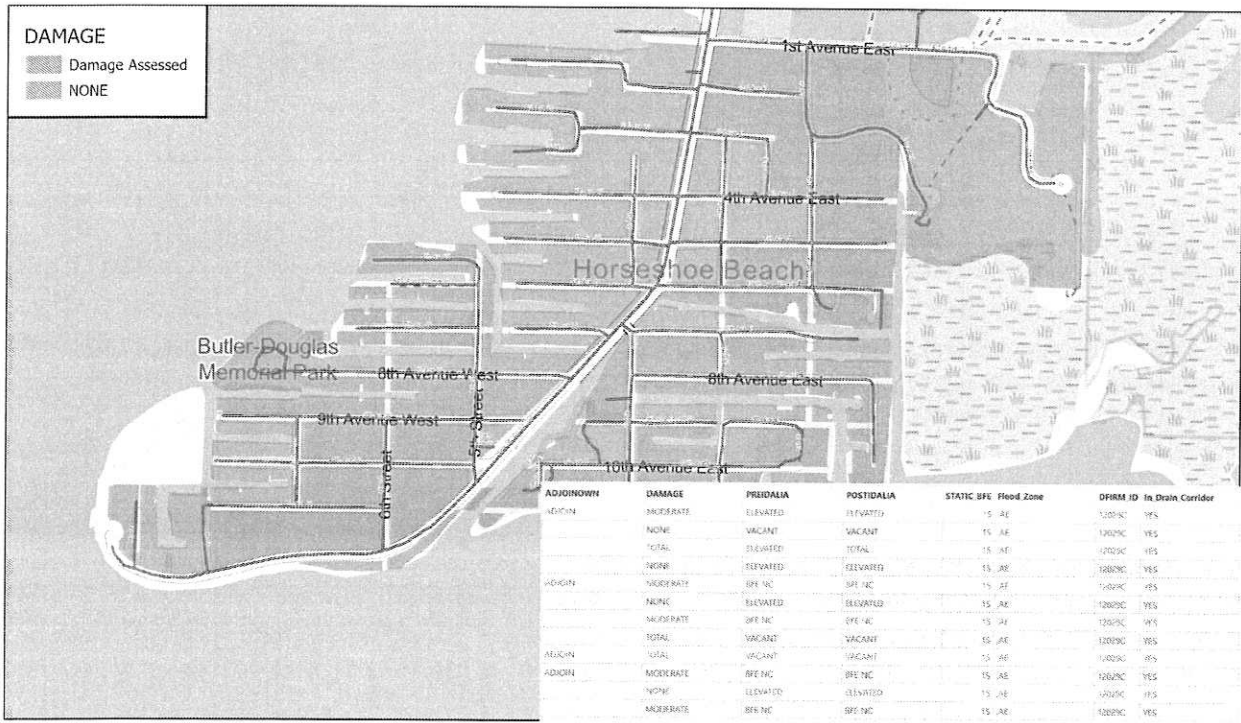 DAMAGE
Damage Assessed
NONE
1st Avenue East
4th Avenue East
Horseshoe Beach
Butler-Douglas
Memorial Park
8th Avenue West
8th Avenue East
9th Avenue West
5th Street
6th Street
10th Avenue East
ADJOINOWN DAMAGE PREIDALIA POSTIDALIA STATIC_BFE Flood_Zone DFIRM_ID In_Drain_Corridor
ADJOIN MODERATE ELEVATED ELEVATED 15 AE 12029C YES
NONE VACANT VACANT 15 AE 12029C YES
TOTAL ELEVATED TOTAL 15 AE 12029C YES
NONE ELEVATED ELEVATED 15 AE 12029C YES
ADJOIN MODERATE BFE NC BFE NC 15 AE 12029C YES
NONE ELEVATED ELEVATED 15 AE 12029C YES
MODERATE BFE NC BFE NC 15 AE 12029C YES
TOTAL VACANT VACANT 15 AE 12029C YES
ADJOIN TOTAL VACANT VACANT 15 AE 12029C YES
ADJOIN MODERATE BFE NC BFE NC 15 AE 12029C YES
NONE ELEVATED ELEVATED 15 AE 12029C YES
MODERATE BFE NC BFE NC 15 AE 12029C YES